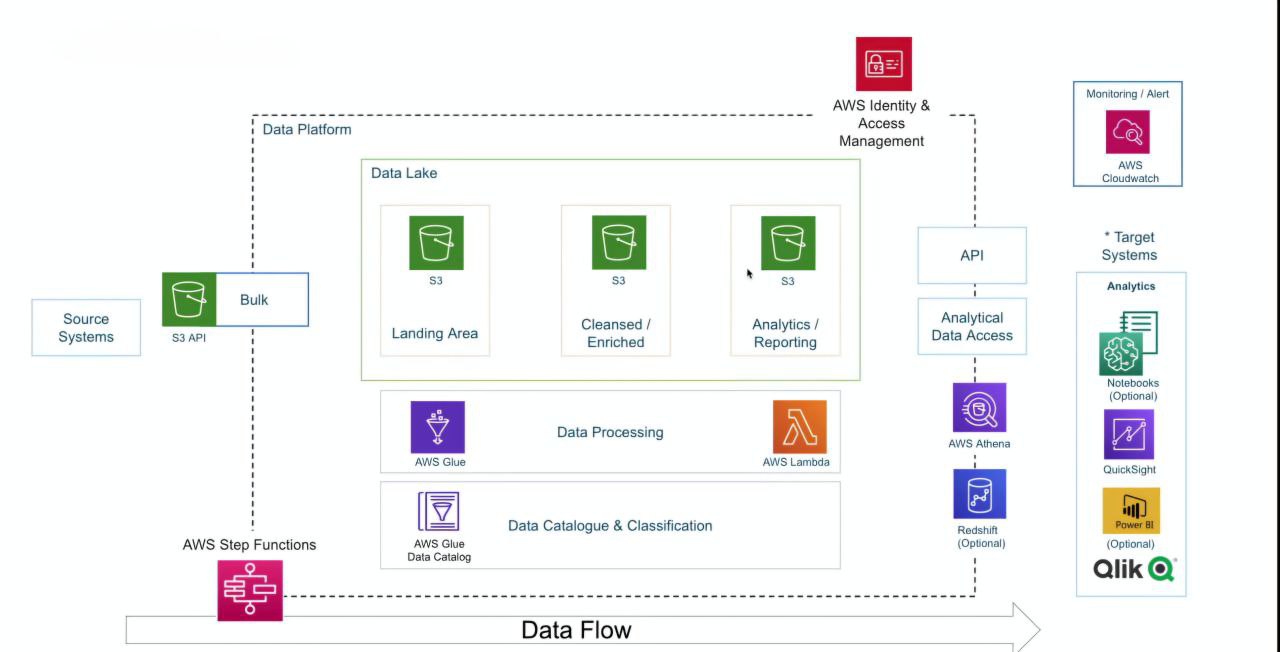 AWS Identity &
Access
Management
Monitoring / Alert
AWS
Cloudwatch
Data Platform
Data Lake
S3
Landing Area
S3
Cleansed /
Enriched
S3
Analytics /
Reporting
Source
Systems
Bulk
S3 API
API
Analytical
Data Access
AWS Athena
Redshift
(Optional)
* Target
Systems
Analytics
Notebooks
(Optional)
QuickSight
Power BI
(Optional)
Qlik
AWS Glue
Data Processing
AWS Lambda
AWS Glue
Data Catalog
Data Catalogue & Classification
AWS Step Functions
Data Flow